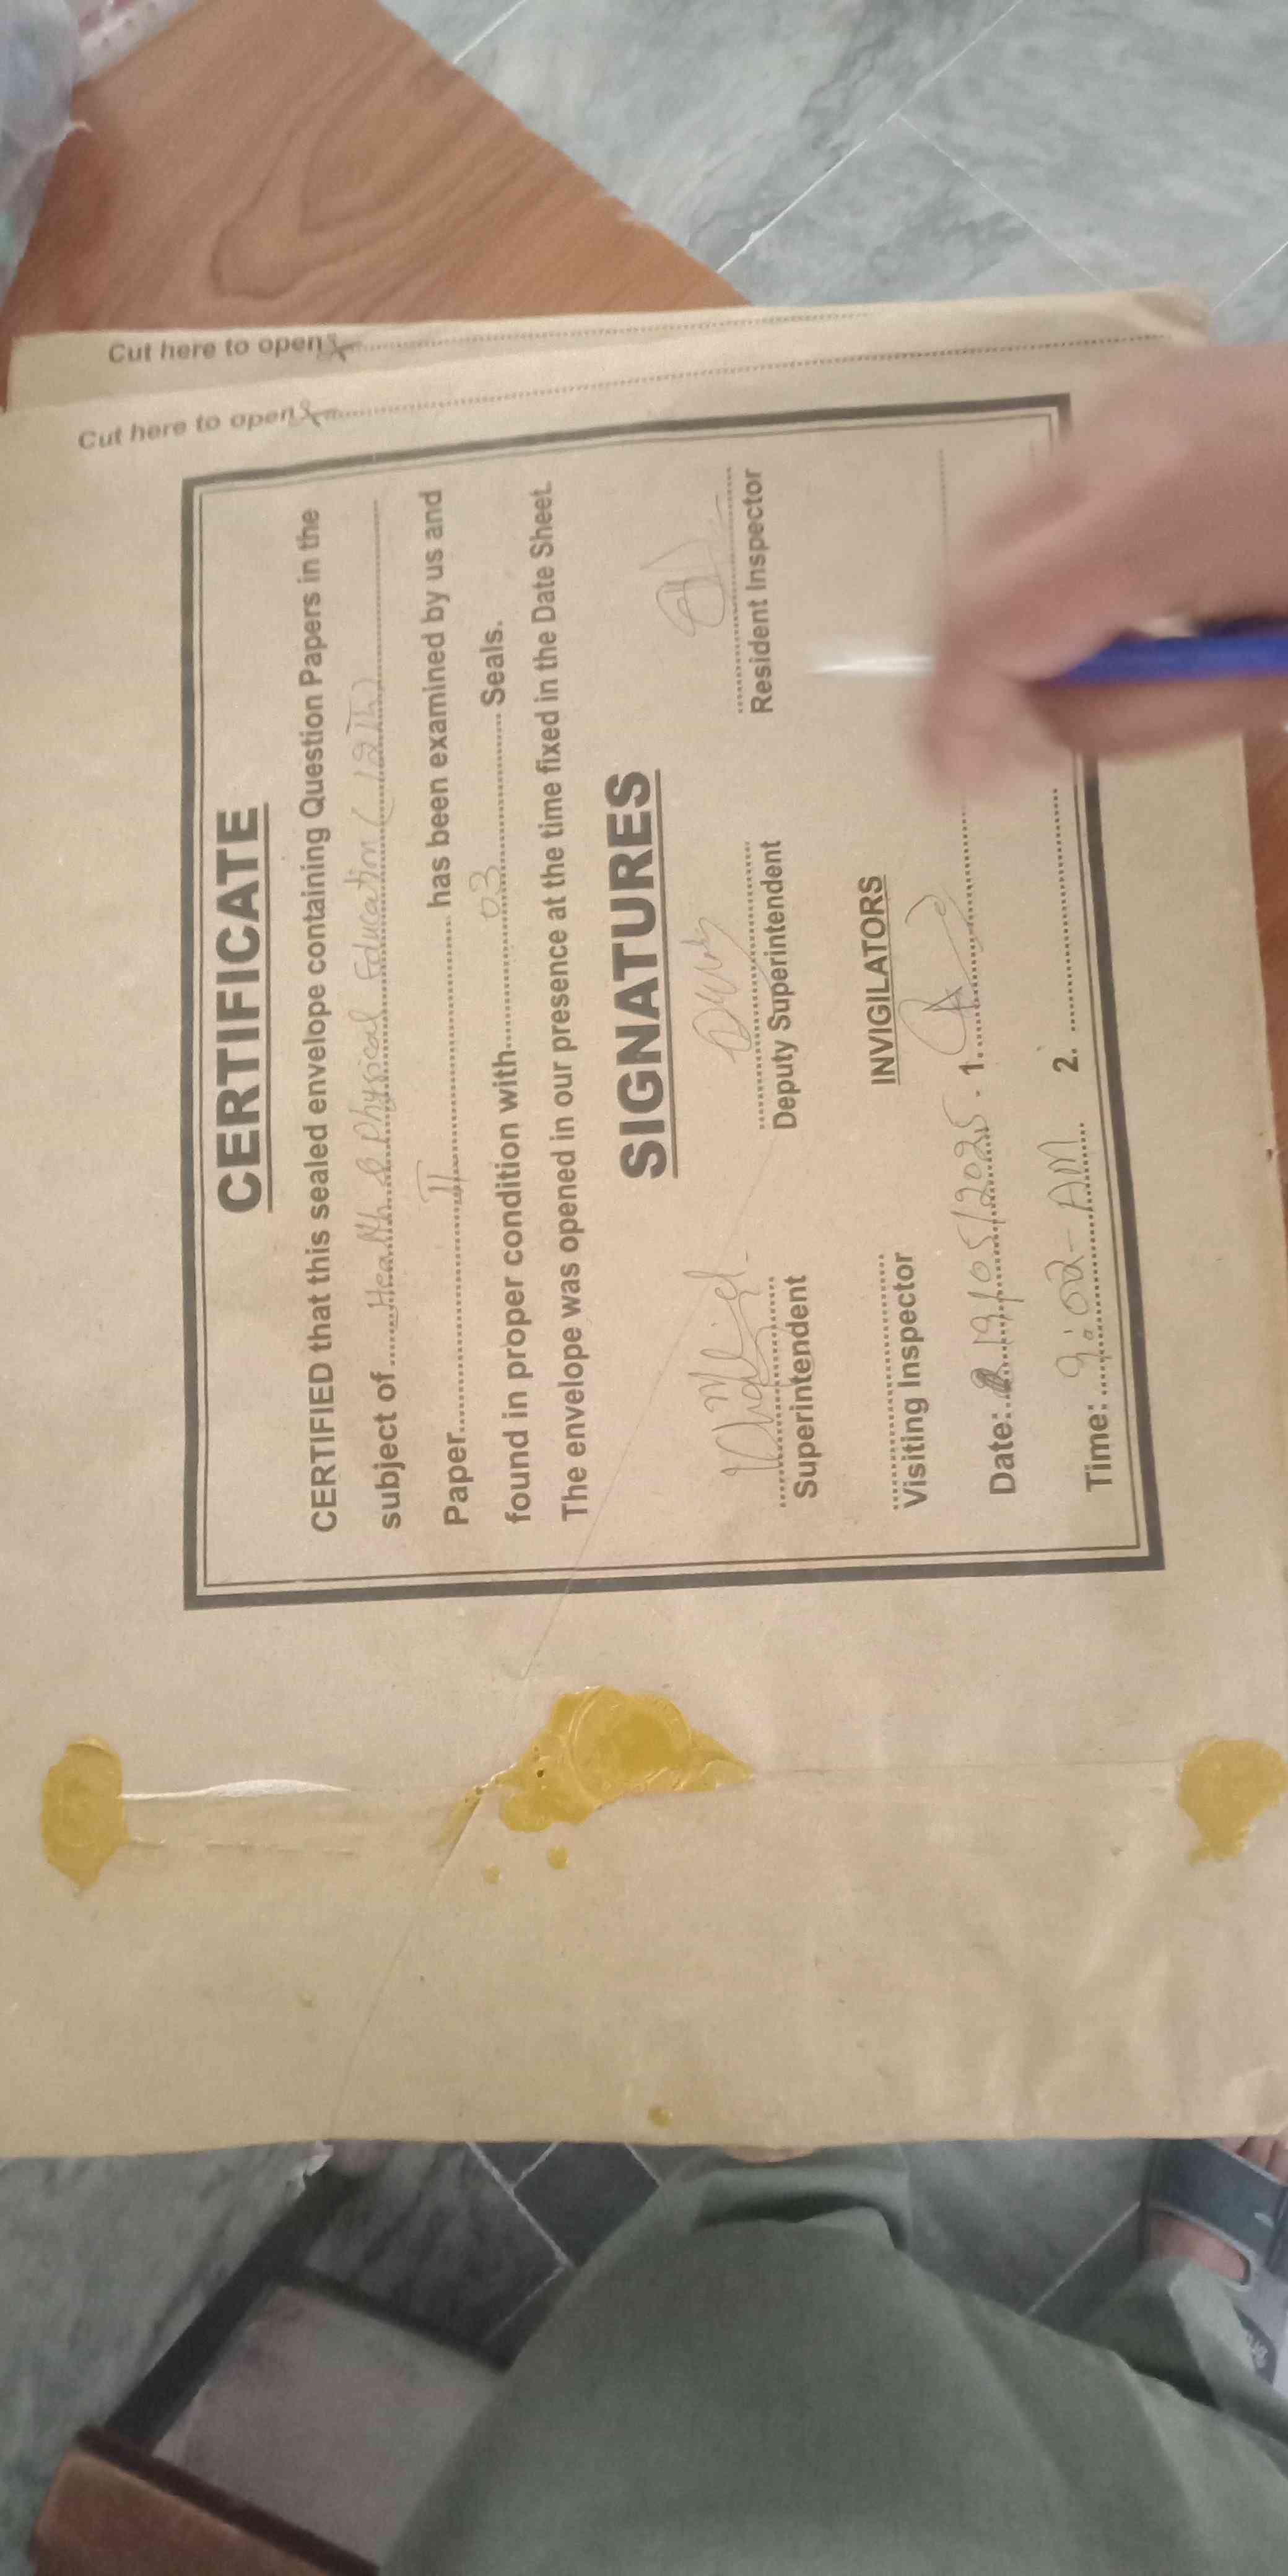 Cut here to open
Cut here to open
CERTIFICATE
CERTIFIED that this sealed envelope containing Question Papers in the
subject of Health & Physical Education (12th)
Paper II has been examined by us and
found in proper condition with 03 Seals.
The envelope was opened in our presence at the time fixed in the Date Sheet.
SIGNATURES
Superintendent Deputy Superintendent Resident Inspector
INVIGILATORS
Visiting Inspector
Date: 19/05/2025 1.
Time: 9:02-AM 2.